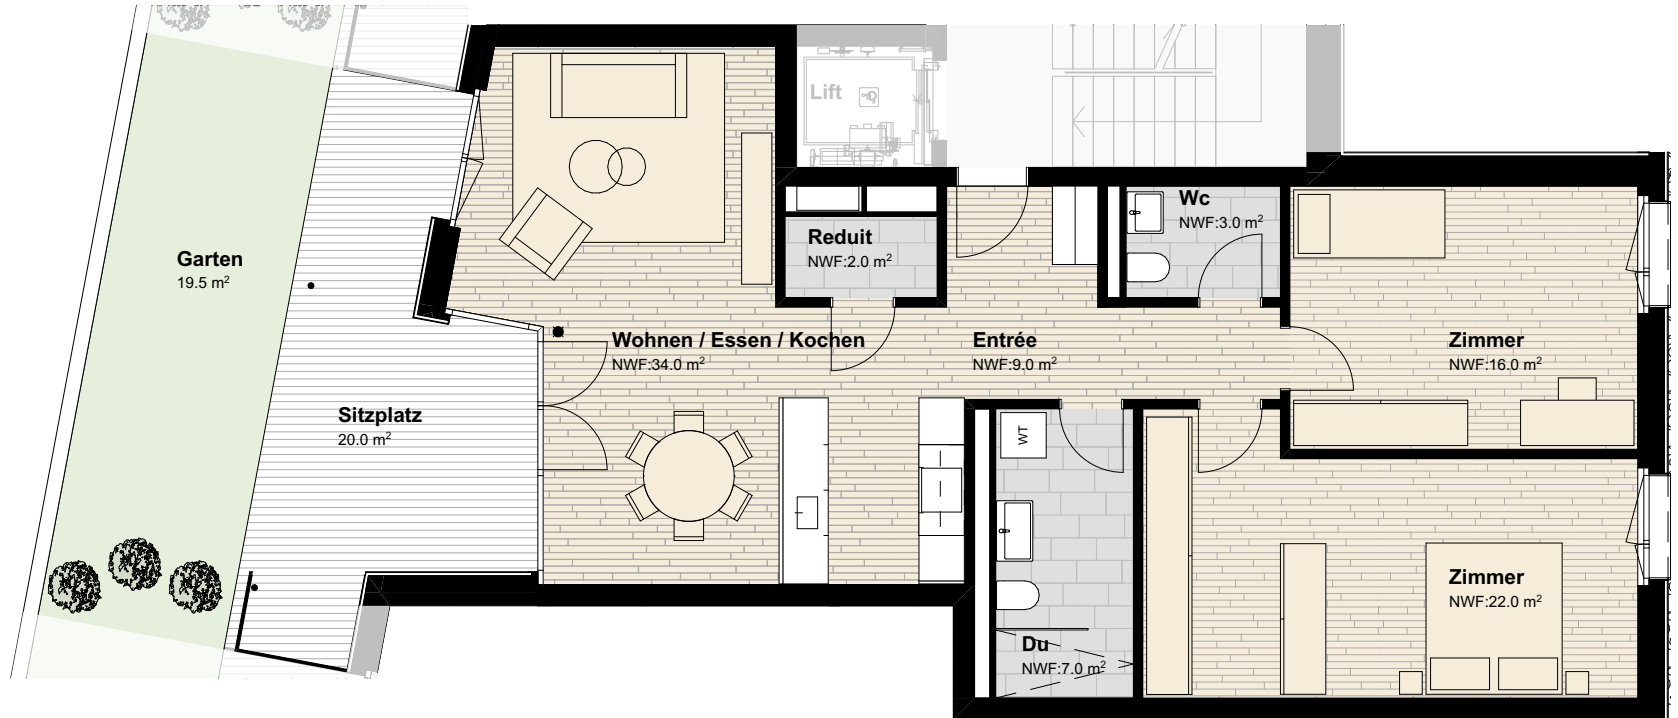 Lift
Wc
NWF:3.0 m²
Reduit
NWF:2.0 m²
Garten
19.5 m²
Wohnen / Essen / Kochen
NWF:34.0 m²
Entrée
NWF:9.0 m²
Zimmer
NWF:16.0 m²
Sitzplatz
20.0 m²
WT
Zimmer
NWF:22.0 m²
Du
NWF:7.0 m²